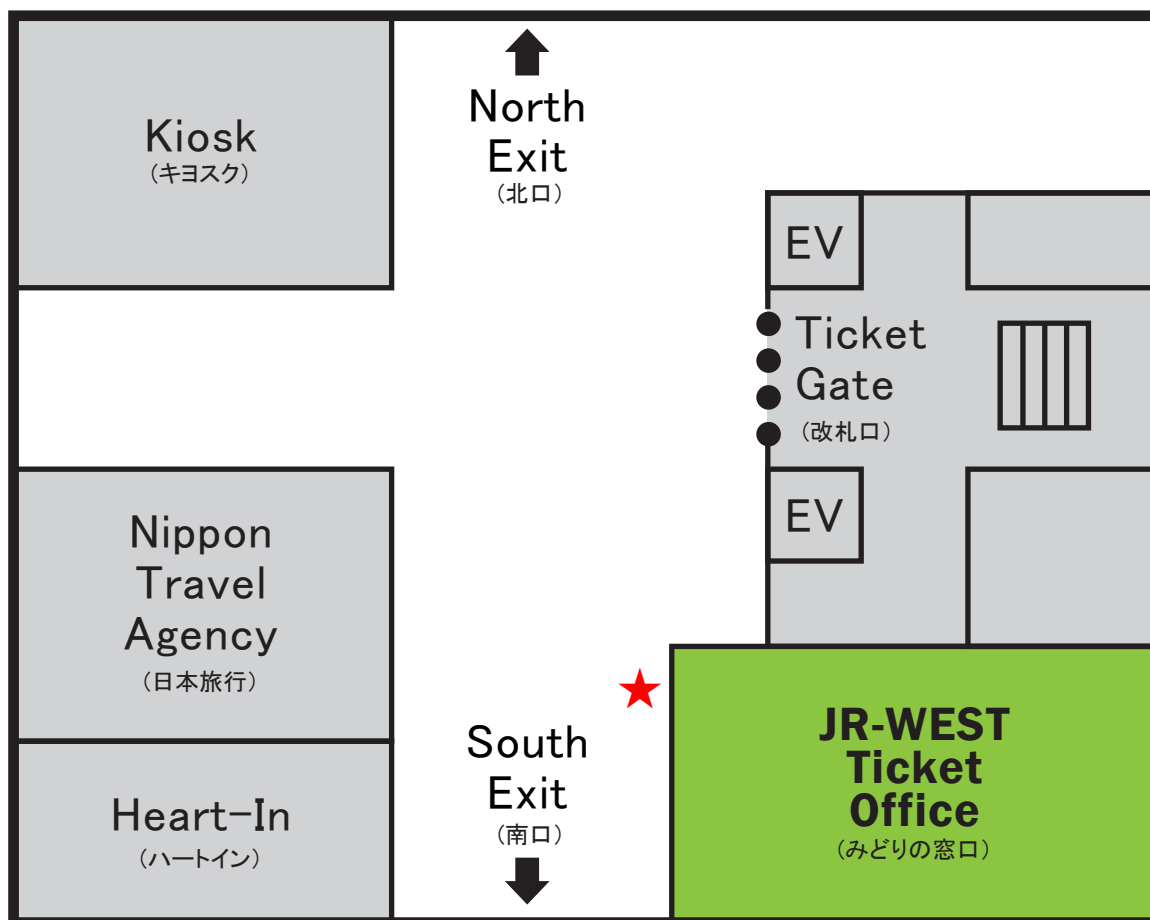 Kiosk
（キヨスク）
North
Exit
（北口）
EV
Ticket
Gate
（改札口）
EV
Nippon
Travel
Agency
（日本旅行）
South
Exit
（南口）
Heart-In
（ハートイン）
JR-WEST
Ticket
Office
（みどりの窓口）